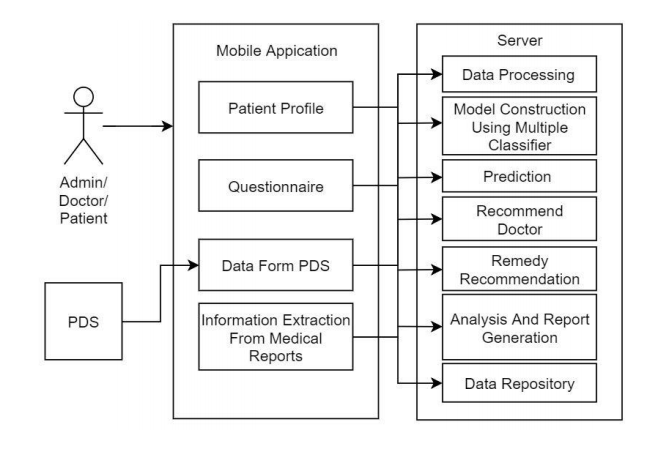 Mobile Appication
Server
Patient Profile
Questionnaire
Data Form PDS
Information Extraction
From Medical
Reports
Admin/
Doctor/
Patient
PDS
Data Processing
Model Construction
Using Multiple
Classifier
Prediction
Recommend
Doctor
Remedy
Recommendation
Analysis And Report
Generation
Data Repository